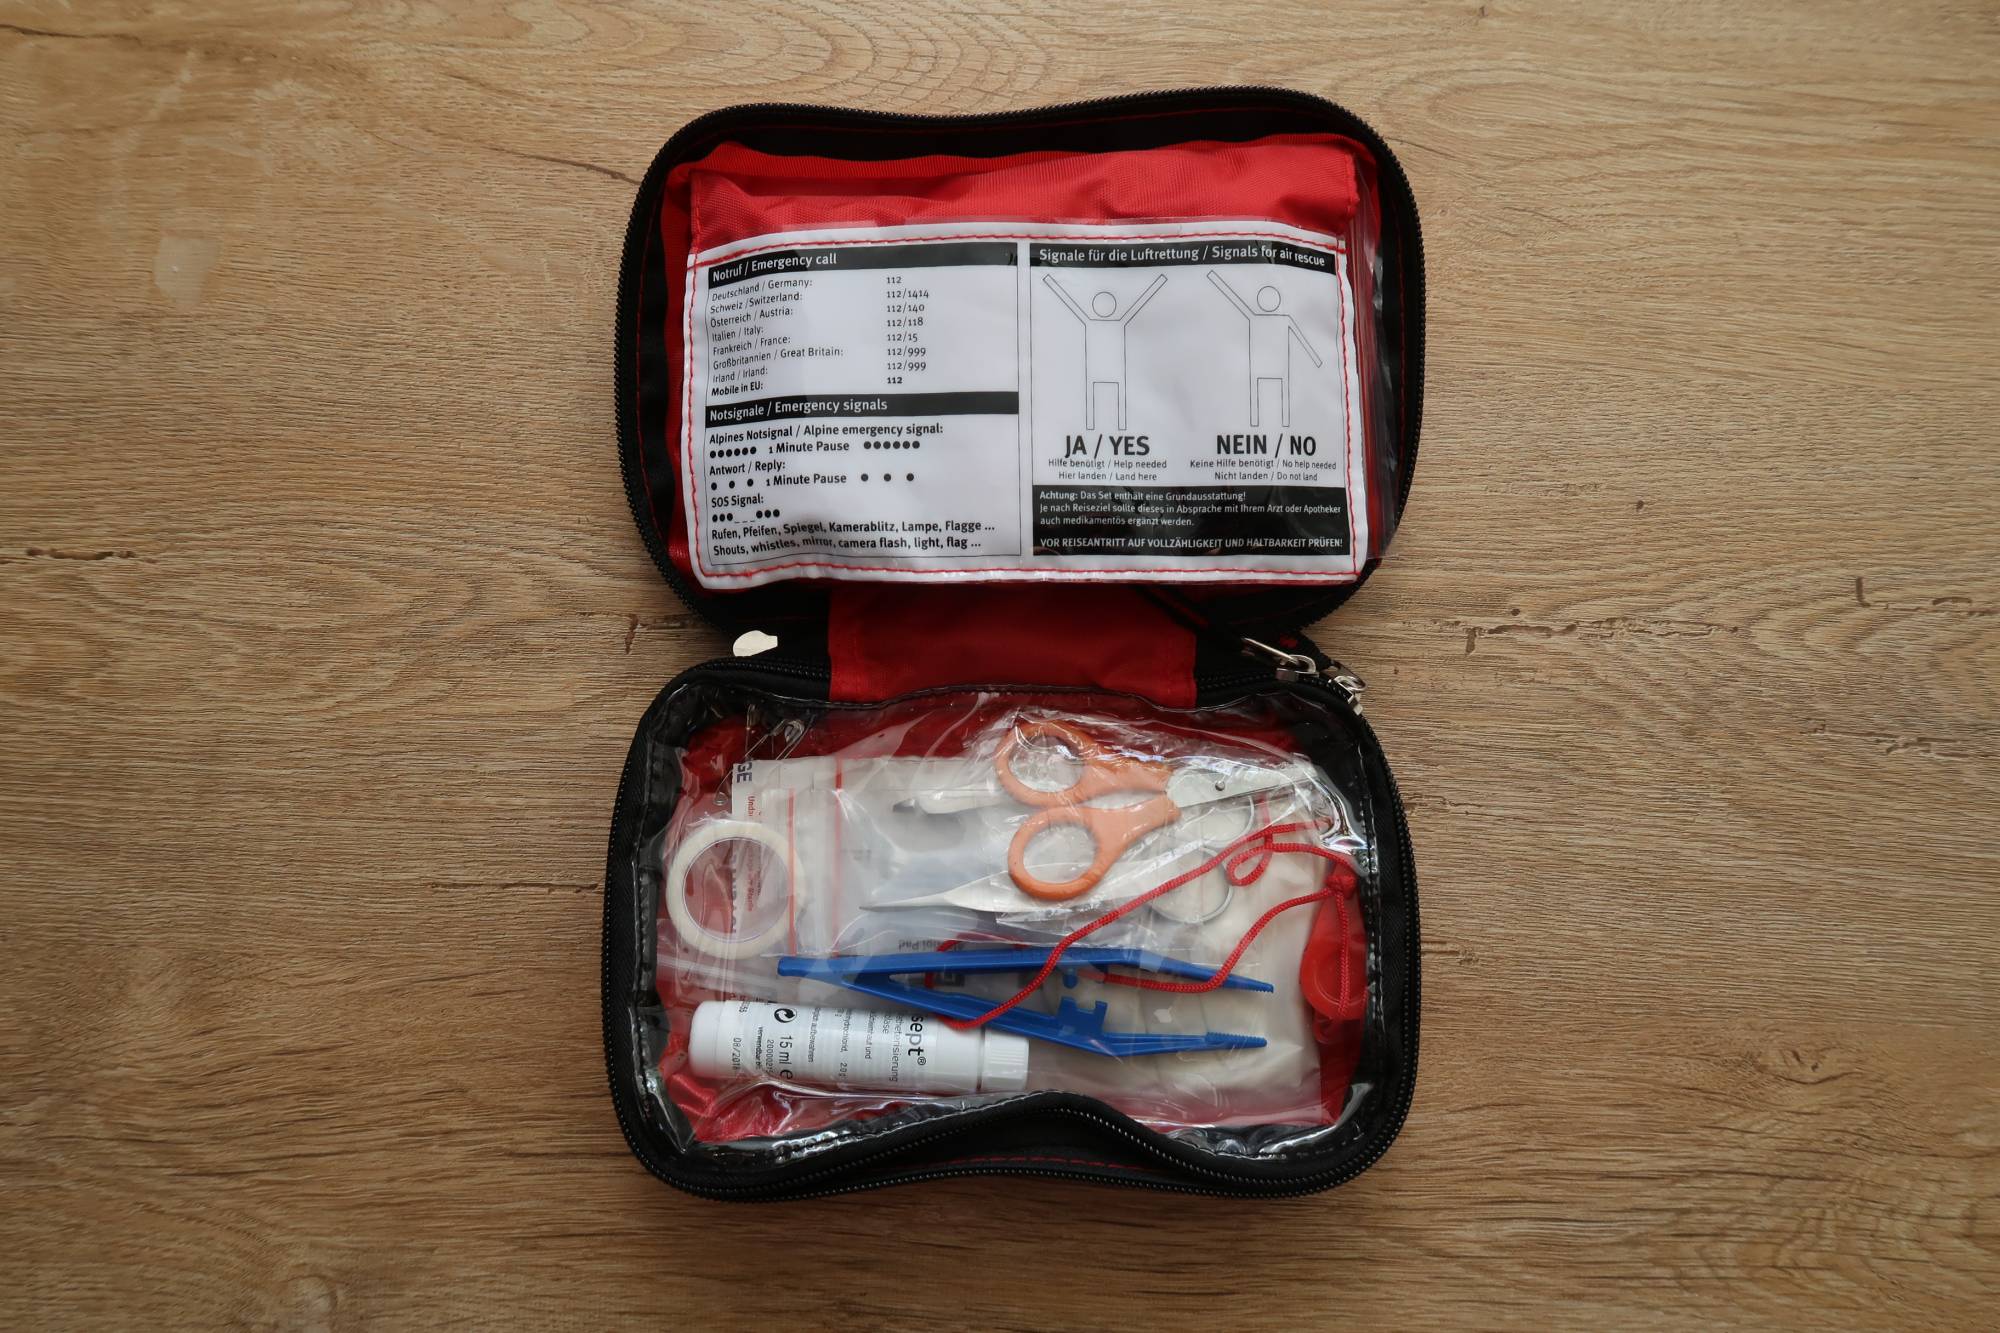 Notruf / Emergency call
Deutschland / Germany: 112
Schweiz / Switzerland: 112/1414
Österreich / Austria: 112/140
Italien / Italy: 112/118
Frankreich / France: 112/15
Großbritannien / Great Britain: 112/999
Irland / Irland: 112/999
Mobile in EU: 112
Notsignale / Emergency signals
Alpines Notsignal / Alpine emergency signal:
●●●●●● 1 Minute Pause ●●●●●●
Antwort / Reply:
● ● ● 1 Minute Pause ● ● ●
SOS Signal:
●●●___●●●
Rufen, Pfeifen, Spiegel, Kamerablitz, Lampe, Flagge ...
Shouts, whistles, mirror, camera flash, light, flag ...
Signale für die Luftrettung / Signals for air rescue
JA / YES
Hilfe benötigt / Help needed
Hier landen / Land here
NEIN / NO
Keine Hilfe benötigt / No help needed
Nicht landen / Do not land
Achtung: Das Set enthält eine Grundausstattung!
Je nach Reiseziel sollte dieses in Absprache mit Ihrem Arzt oder Apotheker
auch medikamentös ergänzt werden.
VOR REISEANTRITT AUF VOLLZÄHLIGKEIT UND HALTBARKEIT PRÜFEN!
GE
Pad
sept®
15 ml e
verwendbar bis: